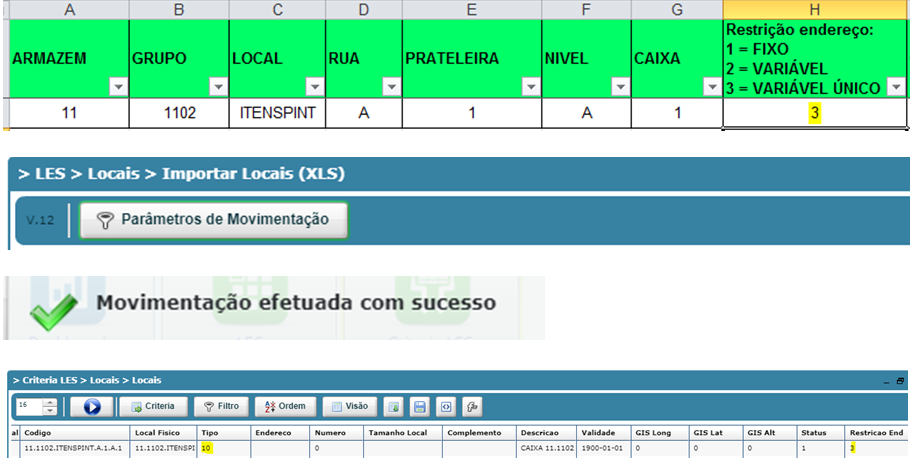 A B C D E F G H
ARMAZEM GRUPO LOCAL RUA PRATELEIRA NIVEL CAIXA Restrição endereço:
1 = FIXO
2 = VARIÁVEL
3 = VARIÁVEL ÚNICO
11 1102 ITENSPINT A 1 A 1 3
> LES > Locais > Importar Locais (XLS)
V.12 Parâmetros de Movimentação
Movimentação efetuada com sucesso
> Criteria LES > Locais > Locais
16 Criteria Filtro Ordem Visão
al Codigo Local Fisico Tipo Endereco Numero Tamanho Local Complemento Descricao Validade GIS Long GIS Lat GIS Alt Status Restricao End
11.1102.ITENSPINT.A.1.A.1 11.1102.ITENSPI 10 0 CAIXA 11.1102 1900-01-01 0 0 0 1 3